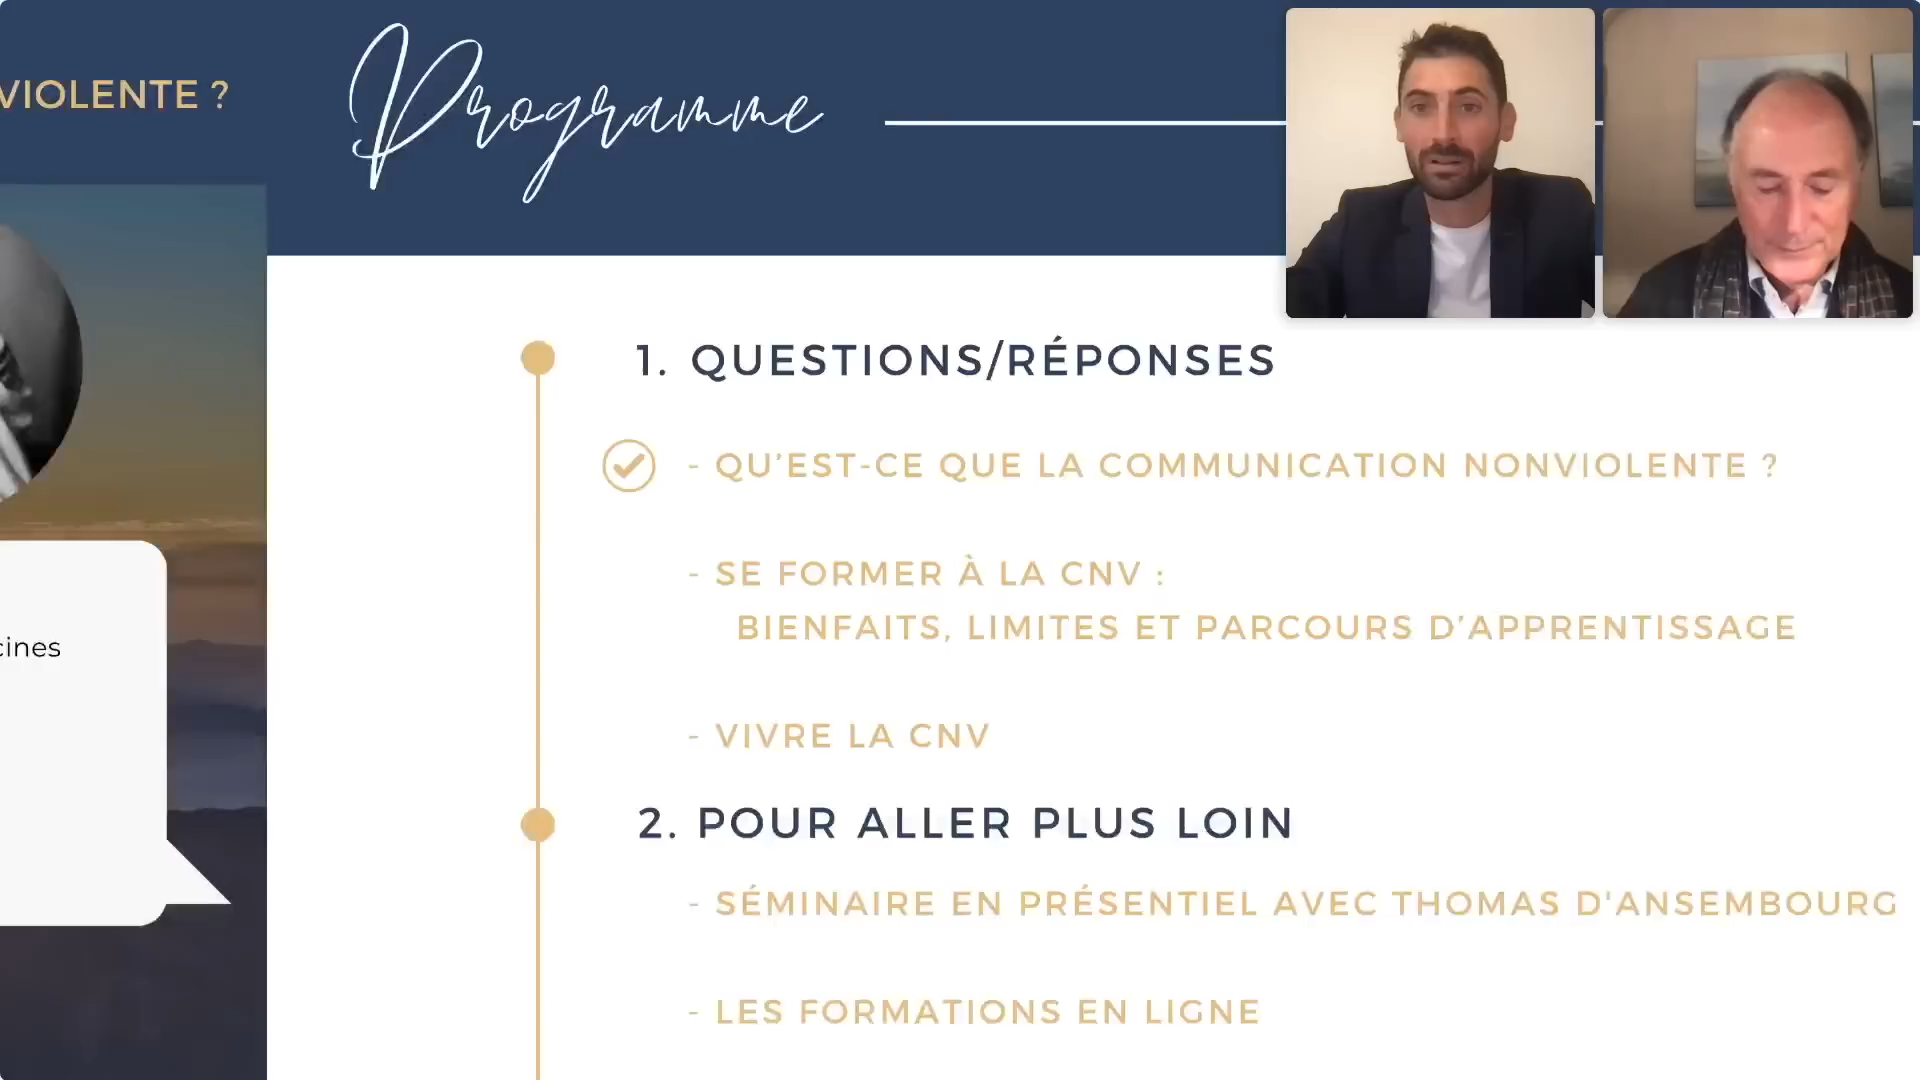 VIOLENTE ?
Programme
cines
1. QUESTIONS/RÉPONSES
- QU’EST-CE QUE LA COMMUNICATION NONVIOLENTE ?
- SE FORMER À LA CNV :
BIENFAITS, LIMITES ET PARCOURS D’APPRENTISSAGE
- VIVRE LA CNV
2. POUR ALLER PLUS LOIN
- SÉMINAIRE EN PRÉSENTIEL AVEC THOMAS D'ANSEMBOURG
- LES FORMATIONS EN LIGNE